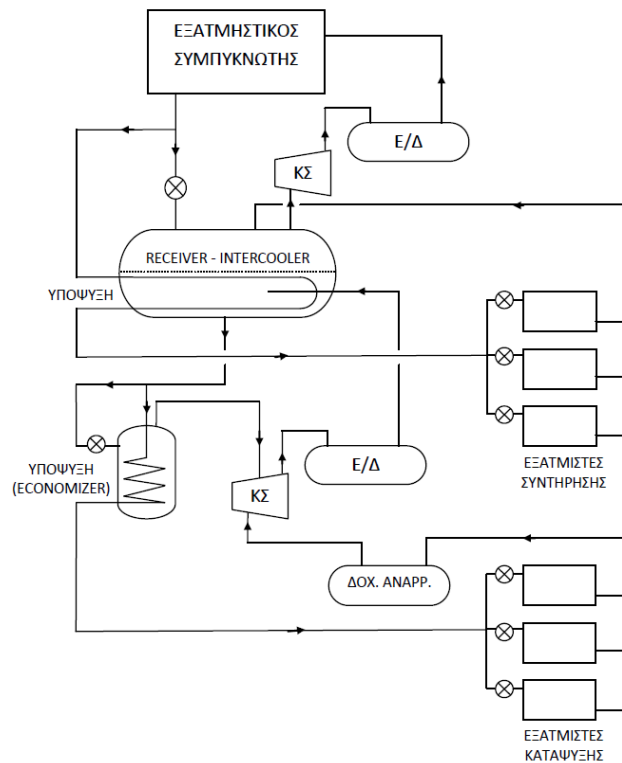 ΕΞΑΤΜΗΣΤΙΚΟΣ
ΣΥΜΠΥΚΝΩΤΗΣ
Ε/Δ
ΚΣ
RECEIVER - INTERCOOLER
ΥΠΟΨΥΞΗ
ΕΞΑΤΜΙΣΤΕΣ
ΣΥΝΤΗΡΗΣΗΣ
ΥΠΟΨΥΞΗ
(ECONOMIZER)
Ε/Δ
ΚΣ
ΔΟΧ. ΑΝΑΡΡ.
ΕΞΑΤΜΙΣΤΕΣ
ΚΑΤΑΨΥΞΗΣ